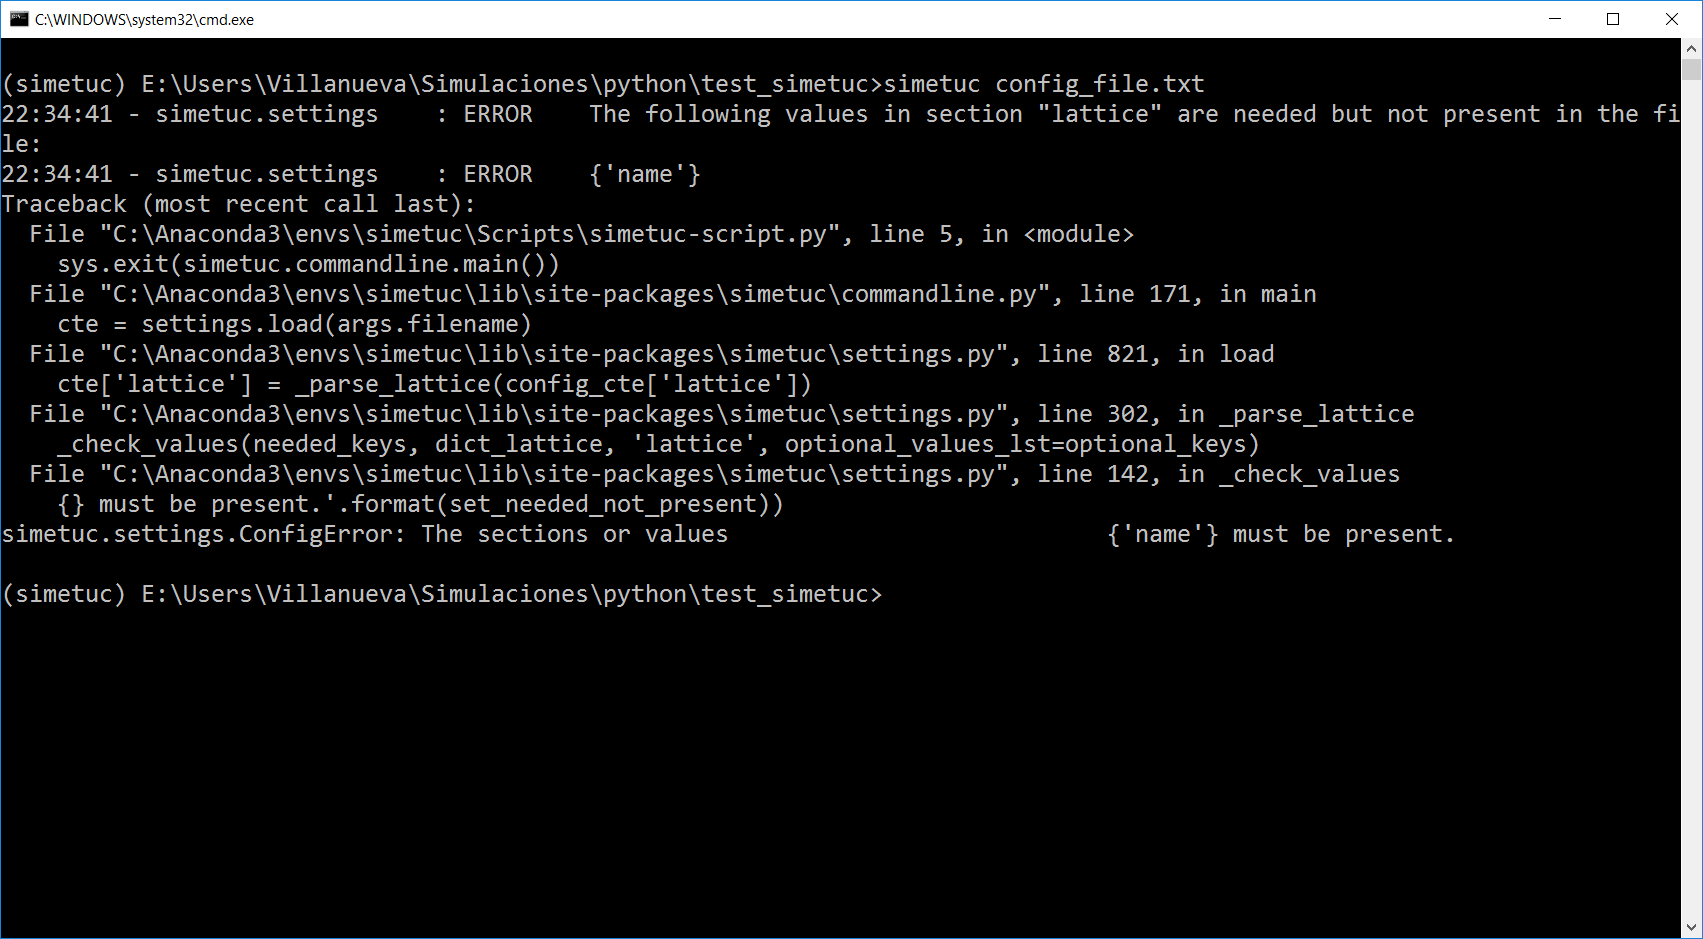 C:\WINDOWS\system32\cmd.exe
(simetuc) E:\Users\Villanueva\Simulaciones\python\test_simetuc>simetuc config_file.txt
22:34:41 - simetuc.settings    : ERROR    The following values in section "lattice" are needed but not present in the fi
le:
22:34:41 - simetuc.settings    : ERROR    {'name'}
Traceback (most recent call last):
  File "C:\Anaconda3\envs\simetuc\Scripts\simetuc-script.py", line 5, in <module>
    sys.exit(simetuc.commandline.main())
  File "C:\Anaconda3\envs\simetuc\lib\site-packages\simetuc\commandline.py", line 171, in main
    cte = settings.load(args.filename)
  File "C:\Anaconda3\envs\simetuc\lib\site-packages\simetuc\settings.py", line 821, in load
    cte['lattice'] = _parse_lattice(config_cte['lattice'])
  File "C:\Anaconda3\envs\simetuc\lib\site-packages\simetuc\settings.py", line 302, in _parse_lattice
    _check_values(needed_keys, dict_lattice, 'lattice', optional_values_lst=optional_keys)
  File "C:\Anaconda3\envs\simetuc\lib\site-packages\simetuc\settings.py", line 142, in _check_values
    {} must be present.'.format(set_needed_not_present))
simetuc.settings.ConfigError: The sections or values                           {'name'} must be present.
(simetuc) E:\Users\Villanueva\Simulaciones\python\test_simetuc>